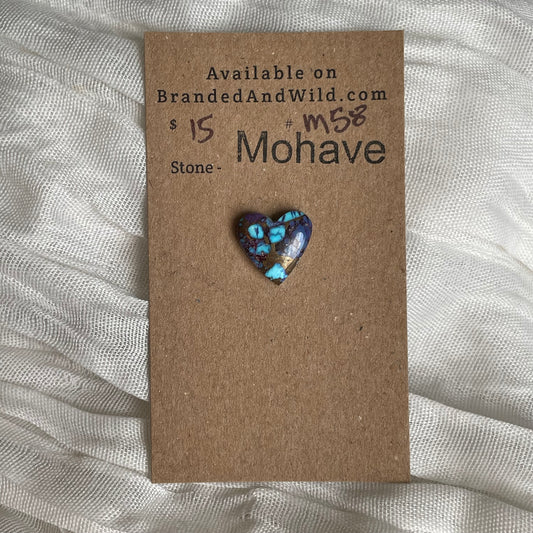 Available on
BrandedAndWild.com
$ 15 # M58
Stone - Mohave